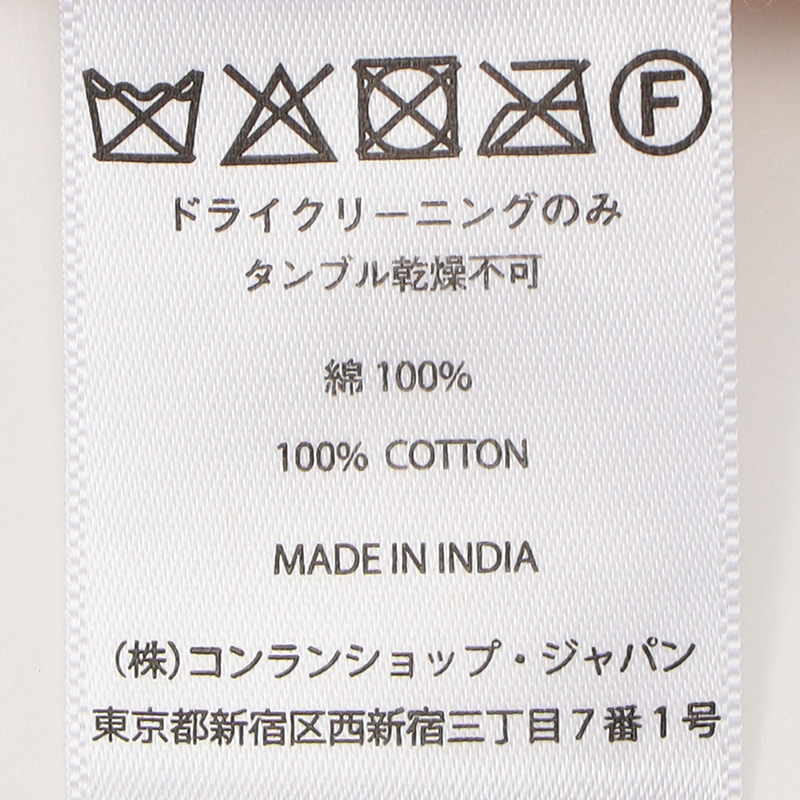 F
ドライクリーニングのみ
タンブル乾燥不可
綿 100%
100% COTTON
MADE IN INDIA
(株)コンランショップ・ジャパン
東京都新宿区西新宿三丁目7番1号